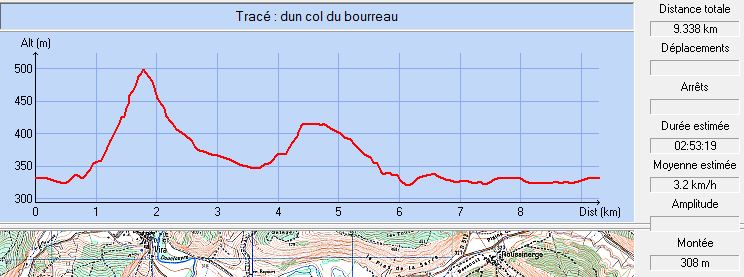 Tracé : dun col du bourreau
Distance totale
9.338 km
Déplacements
Arrêts
Durée estimée
02:53:19
Moyenne estimée
3.2 km/h
Amplitude
Montée
308 m
Alt (m)
500
450
400
350
300
0 1 2 3 4 5 6 7 8 Dist (km)